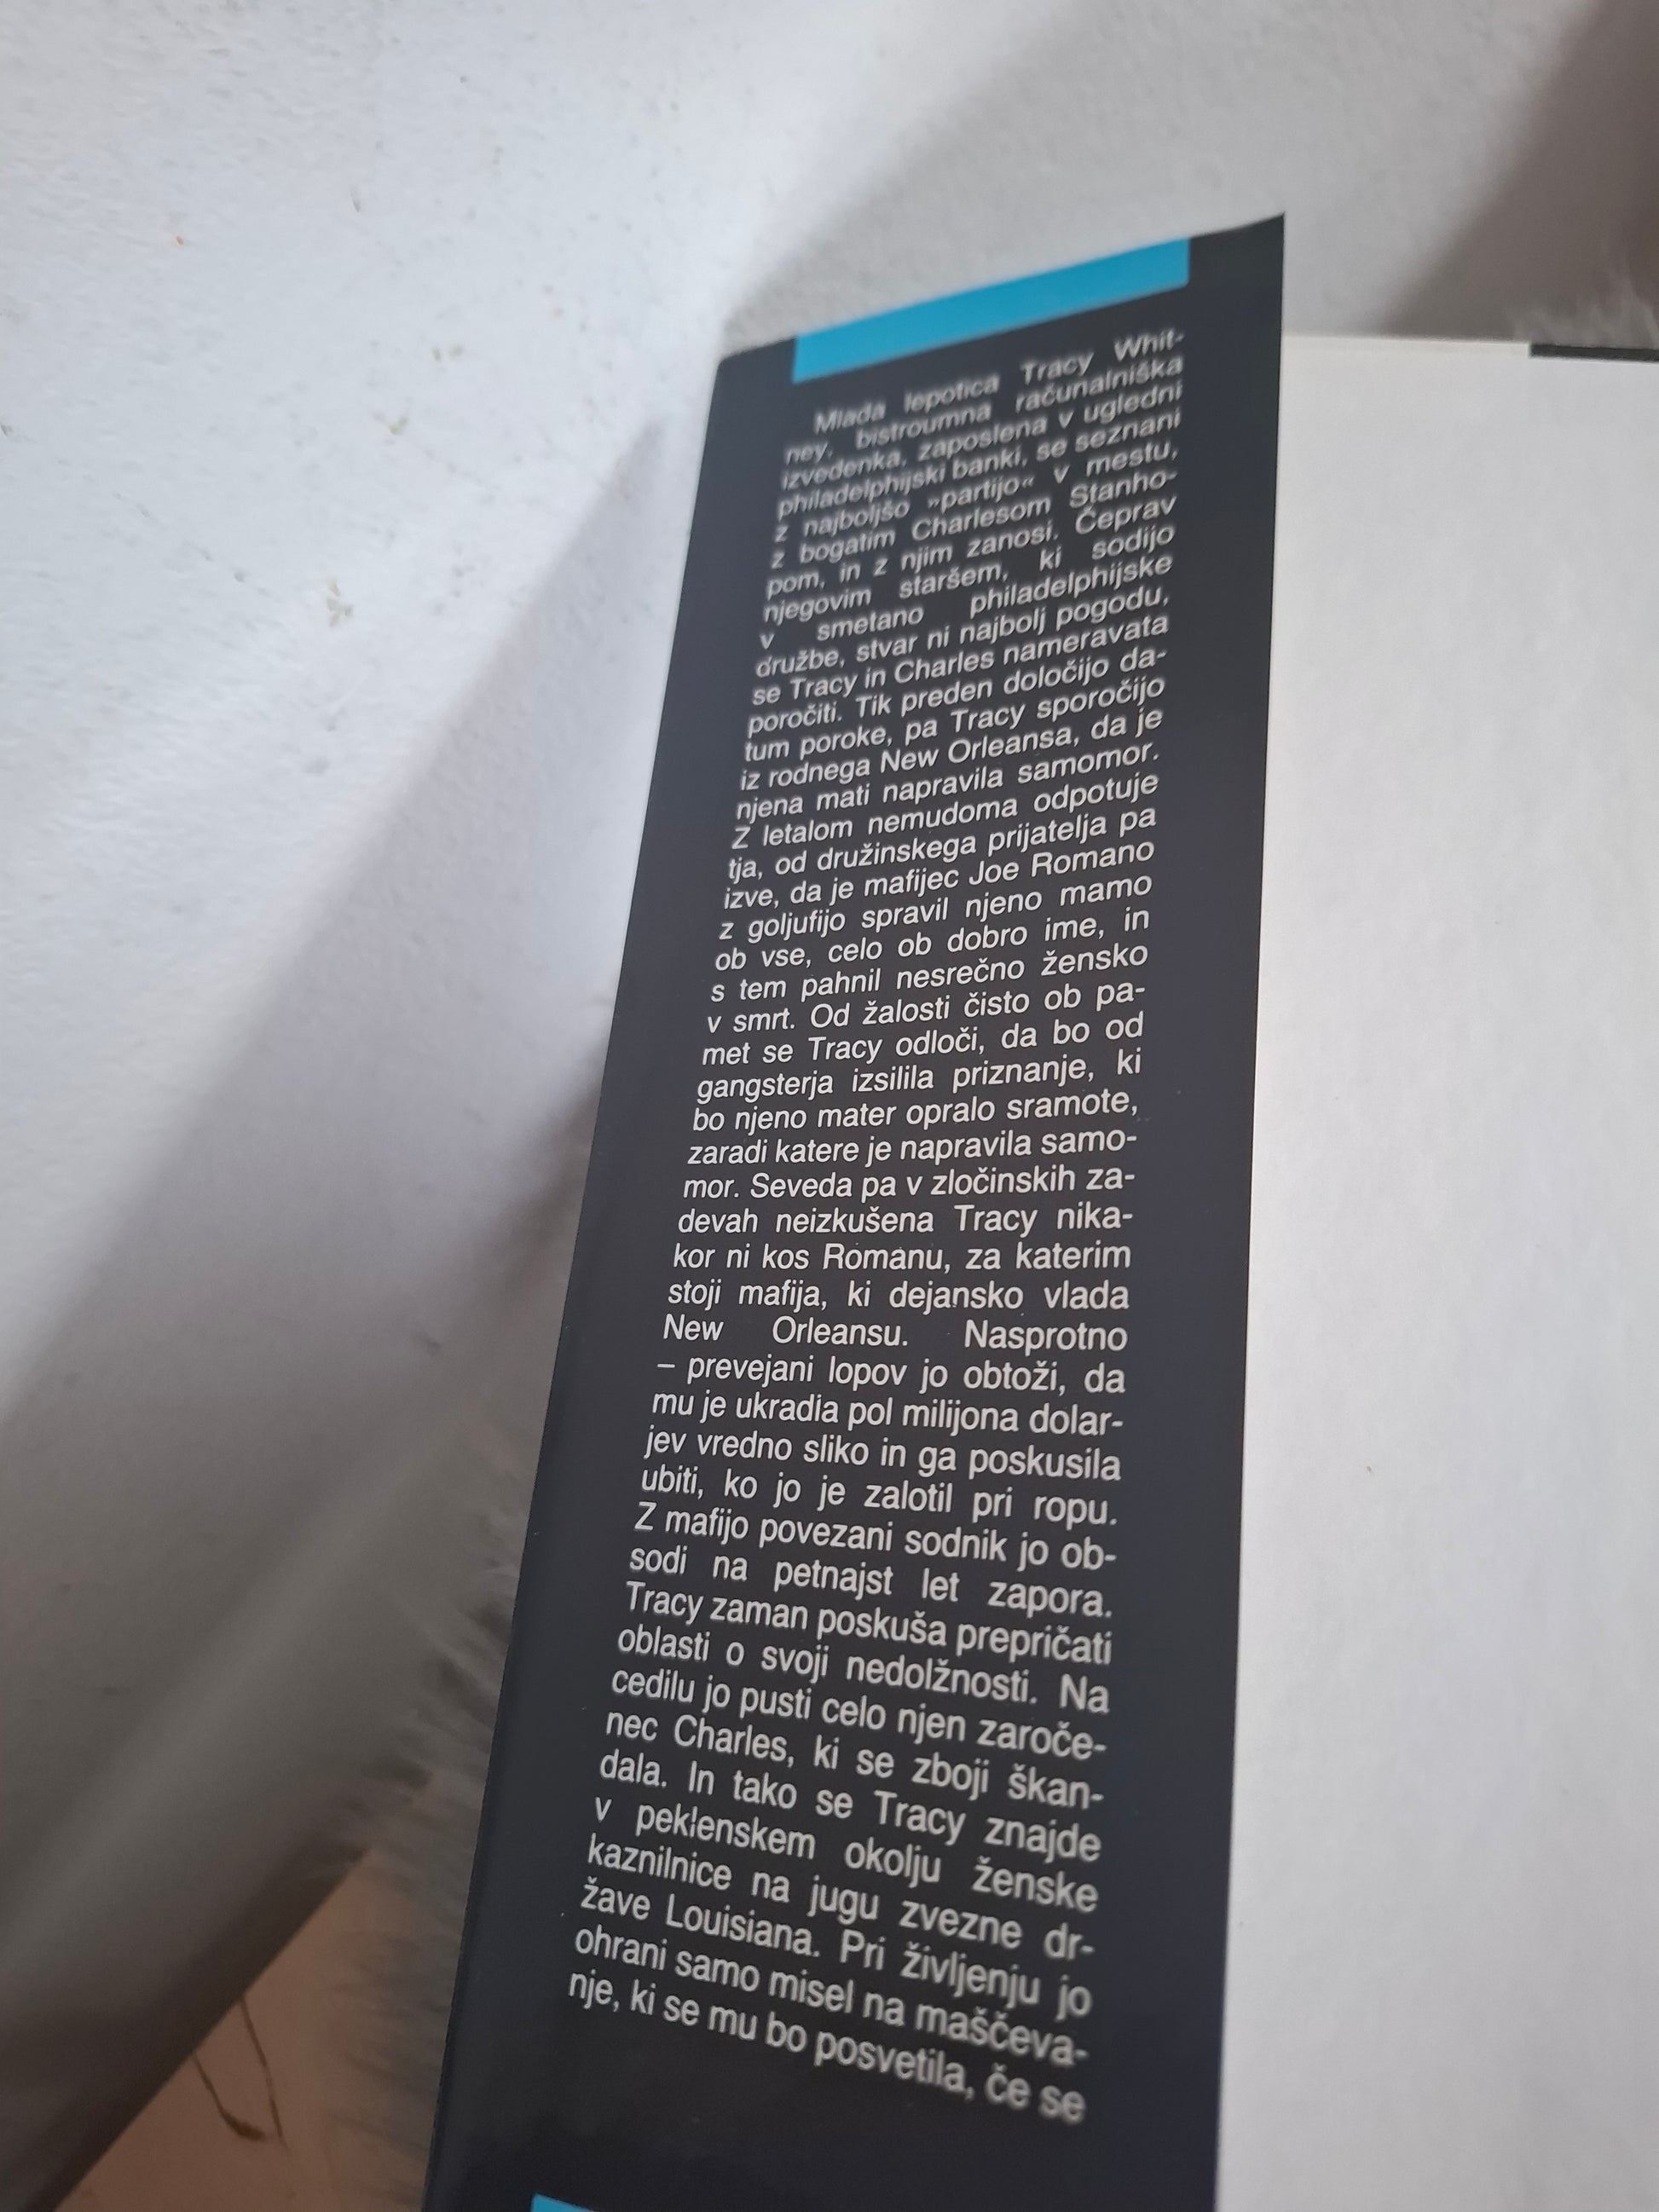 Mlada lepotica Tracy Whit-
ney, bistroumna računalniška
izvedenka, zaposlena v ugledni
philadelphijski banki, se seznani
z najboljšo »partijo« v mestu,
z bogatim Charlesom Stanho-
pom, in z njim zanosi. Čeprav
njegovim staršem, ki sodijo
v smetano philadelphijske
družbe, stvar ni najbolj pogodu,
se Tracy in Charles nameravata
poročiti. Tik preden določijo da-
tum poroke, pa Tracy sporočijo
iz rodnega New Orleansa, da je
njena mati napravila samomor.
Z letalom nemudoma odpotuje
tja, od družinskega prijatelja pa
izve, da je mafijec Joe Romano
z goljufijo spravil njeno mamo
ob vse, celo ob dobro ime, in
s tem pahnil nesrečno žensko
v smrt. Od žalosti čisto ob pa-
met se Tracy odloči, da bo od
gangsterja izsilila priznanje, ki
bo njeno mater opralo sramote,
zaradi katere je napravila samo-
mor. Seveda pa v zločinskih za-
devah neizkušena Tracy nika-
kor ni kos Romanu, za katerim
stoji mafija, ki dejansko vlada
New Orleansu. Nasprotno
– prevejani lopov jo obtoži, da
mu je ukradla pol milijona dolar-
jev vredno sliko in ga poskusila
ubiti, ko jo je zalotil pri ropu.
Z mafijo povezani sodnik jo ob-
sodi na petnajst let zapora.
Tracy zaman poskuša prepričati
oblasti o svoji nedolžnosti. Na
cedilu jo pusti celo njen zaroče-
nec Charles, ki se zboji škan-
dala. In tako se Tracy znajde
v peklenskem okolju ženske
kaznilnice na jugu zvezne dr-
žave Louisiana. Pri življenju jo
ohrani samo misel na maščeva-
nje, ki se mu bo posvetila, če se